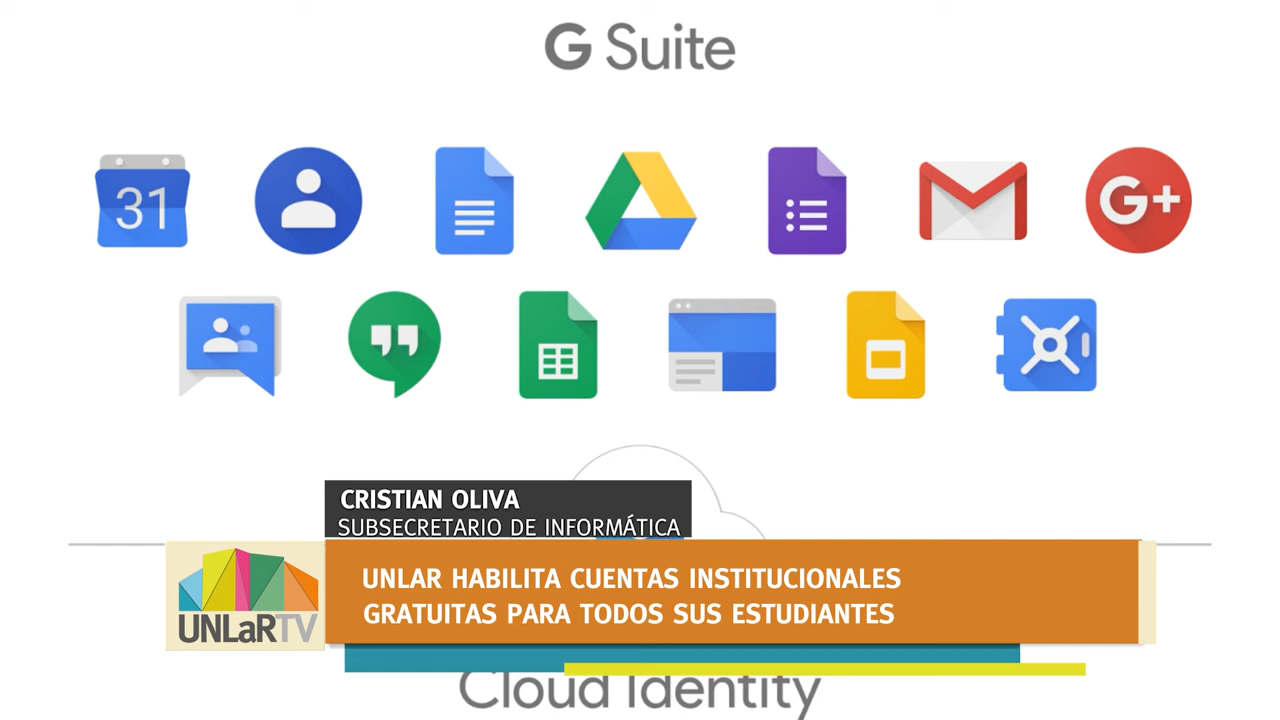 G Suite
31
G+
CRISTIAN OLIVA
SUBSECRETARIO DE INFORMÁTICA
UNLAR HABILITA CUENTAS INSTITUCIONALES
GRATUITAS PARA TODOS SUS ESTUDIANTES
UNLaRTV
Cloud Identity